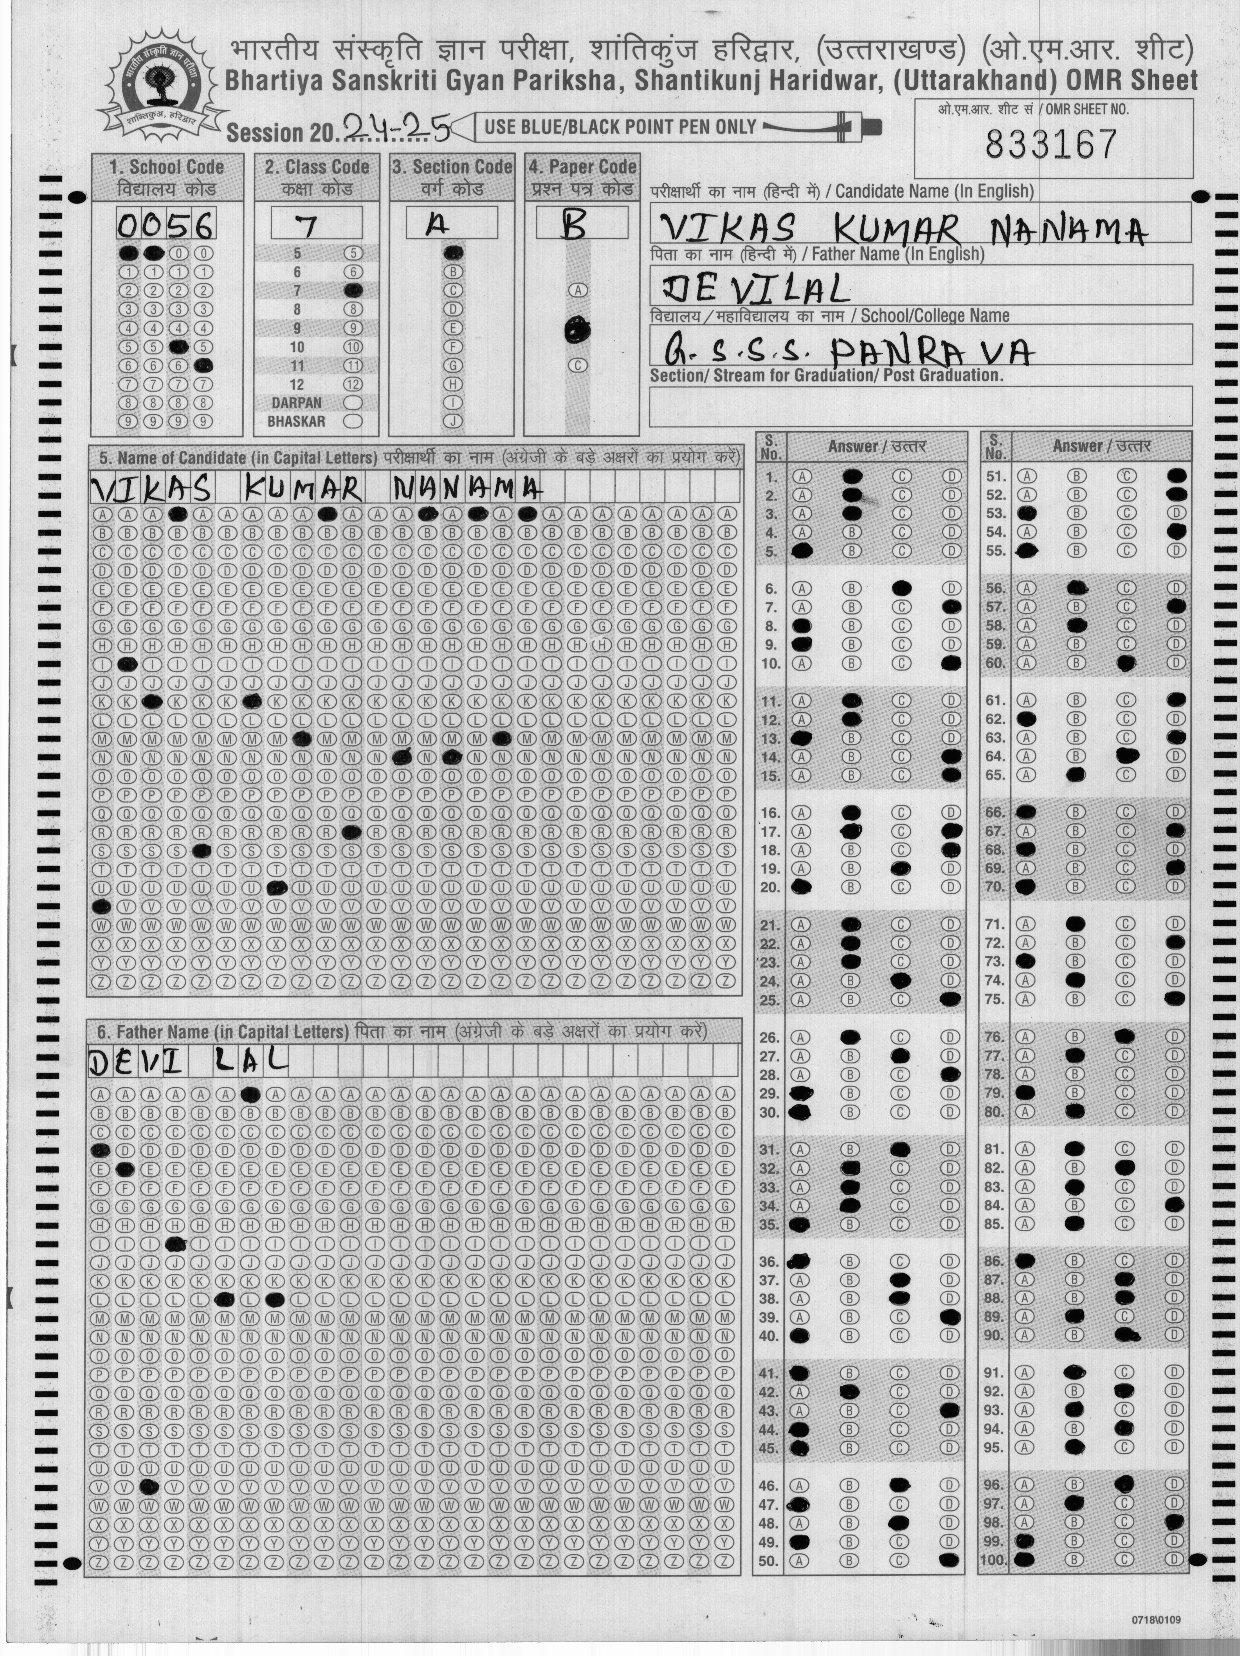 भारतीय संस्कृति ज्ञान परीक्षा, शांतिकुंज हरिद्वार, (उत्तराखण्ड) (ओ.एम.आर. शीट)
Bhartiya Sanskriti Gyan Pariksha, Shantikunj Haridwar, (Uttarakhand) OMR Sheet
Session 20..24-25
USE BLUE/BLACK POINT PEN ONLY
ओ.एम.आर. शीट सं / OMR SHEET NO.
833167
1. School Code
विद्यालय कोड
0056
2. Class Code
कक्षा कोड
7
5
6
7
8
9
10
11
12
DARPAN
BHASKAR
3. Section Code
वर्ग कोड
A
4. Paper Code
प्रश्न पत्र कोड
B
परीक्षार्थी का नाम (हिन्दी में) / Candidate Name (In English)
VIKAS KUMAR NANAMA
पिता का नाम (हिन्दी में) / Father Name (In English)
DEVILAL
विद्यालय/महाविद्यालय का नाम / School/College Name
G.S.S.S. PANRAVA
Section/ Stream for Graduation/ Post Graduation.
5. Name of Candidate (in Capital Letters) परीक्षार्थी का नाम (अंग्रेजी के बड़े अक्षरों का प्रयोग करें)
VIKAS KUMAR NANAMA
6. Father Name (in Capital Letters) पिता का नाम (अंग्रेजी के बड़े अक्षरों का प्रयोग करें)
DEVI LAL
S. No. Answer / उत्तर
S. No. Answer / उत्तर
0718\0109